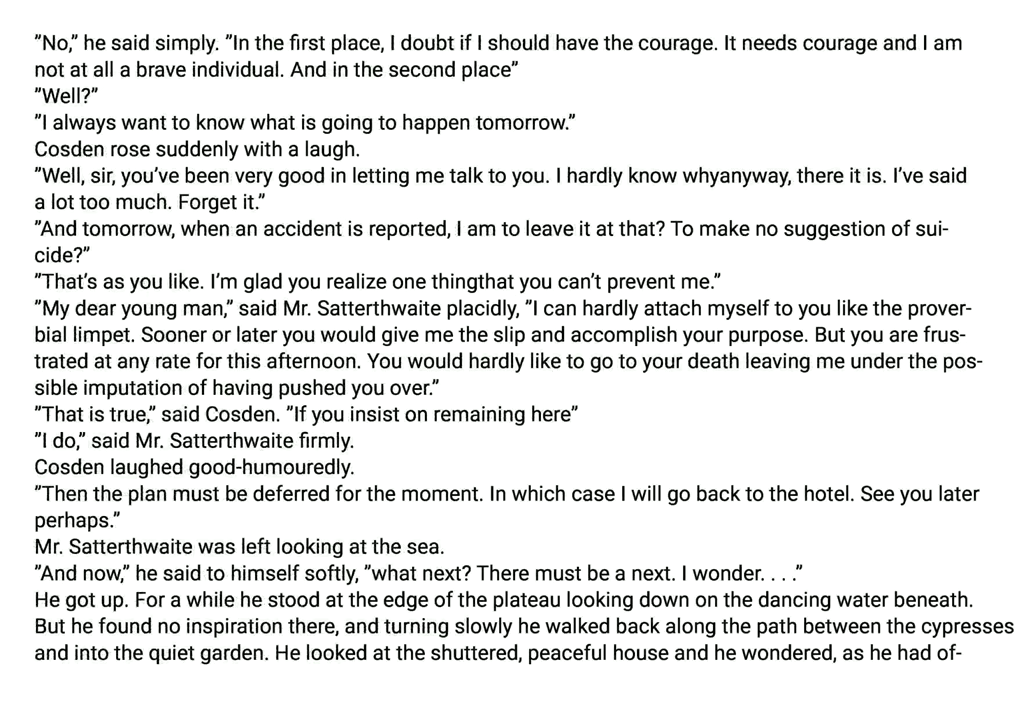 "No," he said simply. "In the first place, I doubt if I should have the courage. It needs courage and I am
not at all a brave individual. And in the second place"
"Well?"
"I always want to know what is going to happen tomorrow."
Cosden rose suddenly with a laugh.
"Well, sir, you've been very good in letting me talk to you. I hardly know whyanyway, there it is. I've said
a lot too much. Forget it."
"And tomorrow, when an accident is reported, I am to leave it at that? To make no suggestion of sui-
cide?"
"That's as you like. I'm glad you realize one thingthat you can't prevent me."
"My dear young man," said Mr. Satterthwaite placidly, "I can hardly attach myself to you like the prover-
bial limpet. Sooner or later you would give me the slip and accomplish your purpose. But you are frus-
trated at any rate for this afternoon. You would hardly like to go to your death leaving me under the pos-
sible imputation of having pushed you over."
"That is true," said Cosden. "If you insist on remaining here"
"I do," said Mr. Satterthwaite firmly.
Cosden laughed good-humouredly.
"Then the plan must be deferred for the moment. In which case I will go back to the hotel. See you later
perhaps."
Mr. Satterthwaite was left looking at the sea.
"And now," he said to himself softly, "what next? There must be a next. I wonder. . . ."
He got up. For a while he stood at the edge of the plateau looking down on the dancing water beneath.
But he found no inspiration there, and turning slowly he walked back along the path between the cypresses
and into the quiet garden. He looked at the shuttered, peaceful house and he wondered, as he had of-